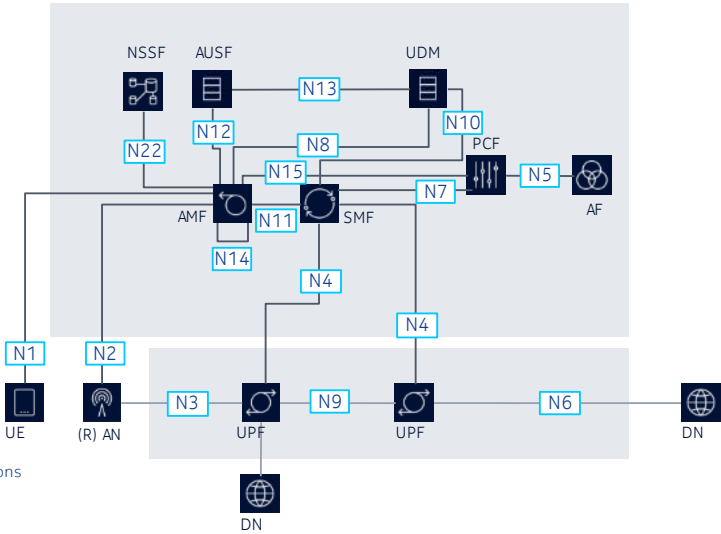 NSSF
AUSF
UDM
N13
N10
N12
N8
PCF
N22
N15
N5
N7
AMF
N11
SMF
AF
N14
N4
N4
N1
N2
N3
N9
N6
UE
(R) AN
UPF
UPF
DN
ons
DN